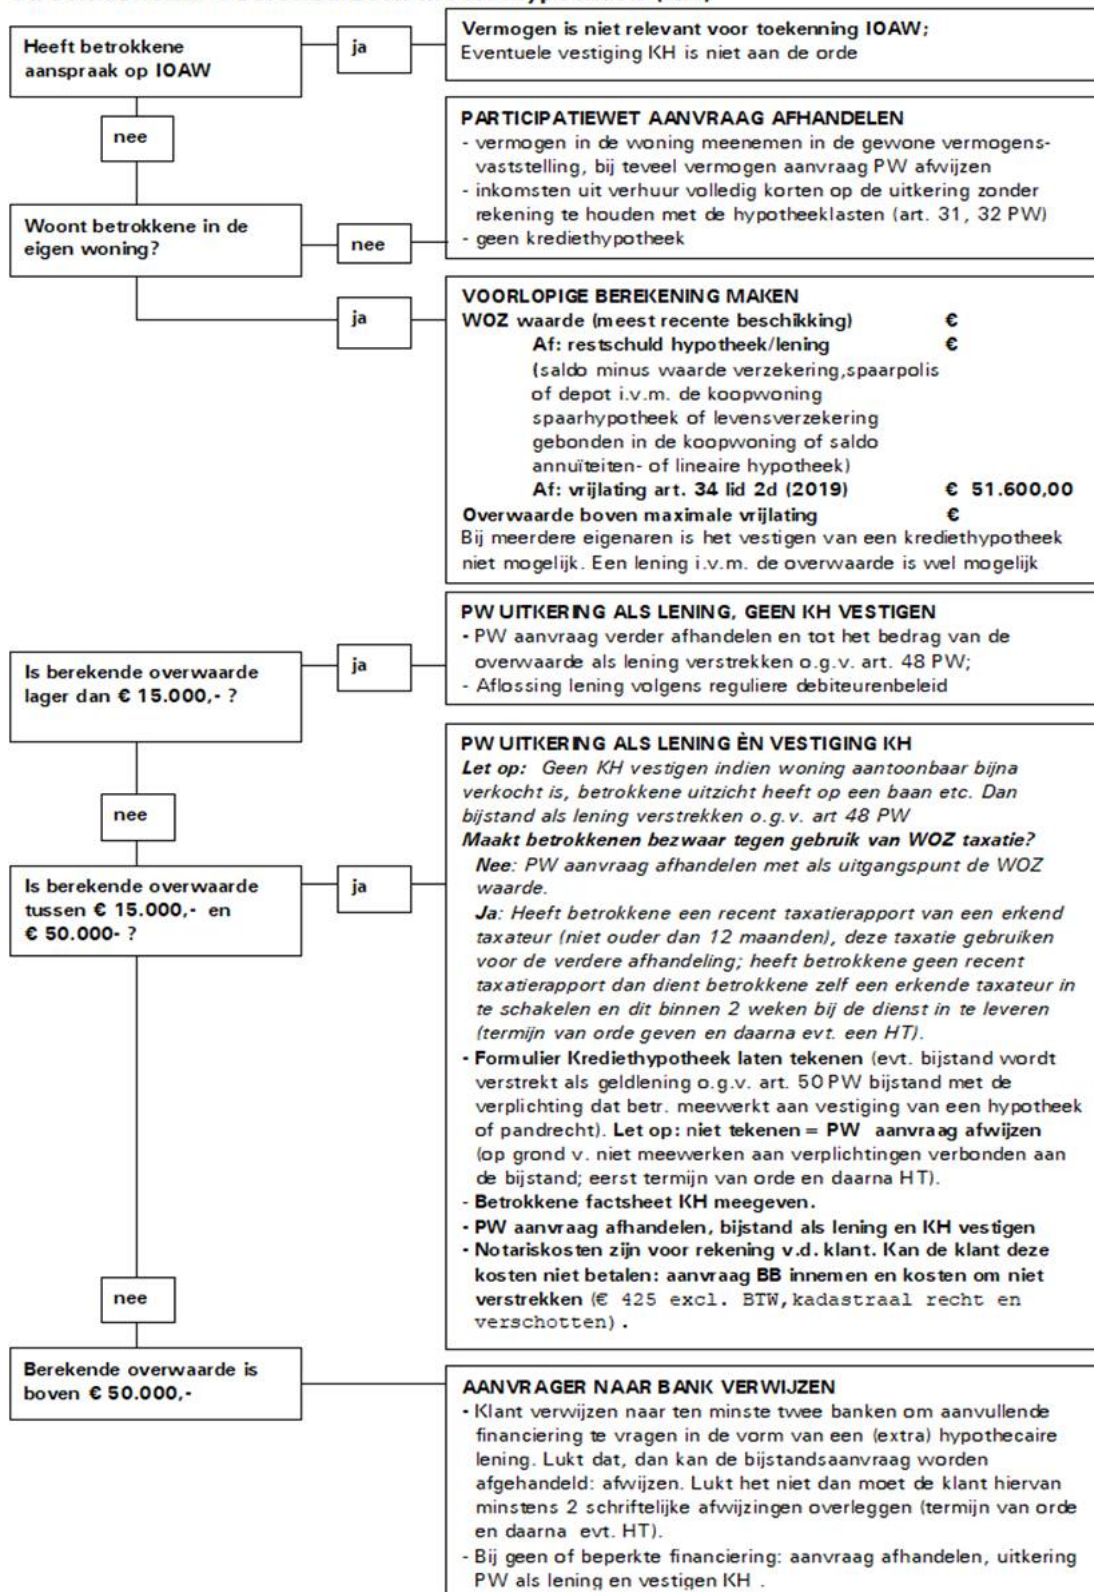 Heeft betrokkene
aanspraak op IOAW
ja
Vermogen is niet relevant voor toekenning IOAW;
Eventuele vestiging KH is niet aan de orde
nee
PARTICIPATIEWET AANVRAAG AFHANDELEN
- vermogen in de woning meenemen in de gewone vermogens-
vaststelling, bij teveel vermogen aanvraag PW afwijzen
- inkomsten uit verhuur volledig korten op de uitkering zonder
rekening te houden met de hypotheeklasten (art. 31, 32 PW)
- geen krediethypotheek
Woont betrokkene in de
eigen woning?
nee
ja
VOORLOPIGE BEREKENING MAKEN
WOZ waarde (meest recente beschikking) €
Af: restschuld hypotheek/lening €
(saldo minus waarde verzekering,spaarpolis
of depot i.v.m. de koopwoning
spaarhypotheek of levensverzekering
gebonden in de koopwoning of saldo
annuïteiten- of lineaire hypotheek)
Af: vrijlating art. 34 lid 2d (2019) € 51.600,00
Overwaarde boven maximale vrijlating €
Bij meerdere eigenaren is het vestigen van een krediethypotheek
niet mogelijk. Een lening i.v.m. de overwaarde is wel mogelijk
Is berekende overwaarde
lager dan € 15.000,- ?
ja
PW UITKERING ALS LENING, GEEN KH VESTIGEN
- PW aanvraag verder afhandelen en tot het bedrag van de
overwaarde als lening verstrekken o.g.v. art. 48 PW;
- Aflossing lening volgens reguliere debiteurenbeleid
nee
Is berekende overwaarde
tussen € 15.000,- en
€ 50.000- ?
ja
PW UITKERING ALS LENING ÈN VESTIGING KH
Let op: Geen KH vestigen indien woning aantoonbaar bijna
verkocht is, betrokkene uitzicht heeft op een baan etc. Dan
bijstand als lening verstrekken o.g.v. art 48 PW
Maakt betrokkenen bezwaar tegen gebruik van WOZ taxatie?
Nee: PW aanvraag afhandelen met als uitgangspunt de WOZ
waarde.
Ja: Heeft betrokkene een recent taxatierapport van een erkend
taxateur (niet ouder dan 12 maanden), deze taxatie gebruiken
voor de verdere afhandeling; heeft betrokkene geen recent
taxatierapport dan dient betrokkene zelf een erkende taxateur in
te schakelen en dit binnen 2 weken bij de dienst in te leveren
(termijn van orde geven en daarna evt. een HT).
- Formulier Krediethypotheek laten tekenen (evt. bijstand wordt
verstrekt als geldlening o.g.v. art. 50 PW bijstand met de
verplichting dat betr. meewerkt aan vestiging van een hypotheek
of pandrecht). Let op: niet tekenen = PW aanvraag afwijzen
(op grond v. niet meewerken aan verplichtingen verbonden aan
de bijstand; eerst termijn van orde en daarna HT).
- Betrokkene factsheet KH meegeven.
- PW aanvraag afhandelen, bijstand als lening en KH vestigen
- Notariskosten zijn voor rekening v.d. klant. Kan de klant deze
kosten niet betalen: aanvraag BB innemen en kosten om niet
verstrekken (€ 425 excl. BTW, kadastraal recht en
verschotten).
nee
Berekende overwaarde is
boven € 50.000,-
AANVRAGER NAAR BANK VERWIJZEN
- Klant verwijzen naar ten minste twee banken om aanvullende
financiering te vragen in de vorm van een (extra) hypothecaire
lening. Lukt dat, dan kan de bijstandsaanvraag worden
afgehandeld: afwijzen. Lukt het niet dan moet de klant hiervan
minstens 2 schriftelijke afwijzingen overleggen (termijn van orde
en daarna evt. HT).
- Bij geen of beperkte financiering: aanvraag afhandelen, uitkering
PW als lening en vestigen KH .